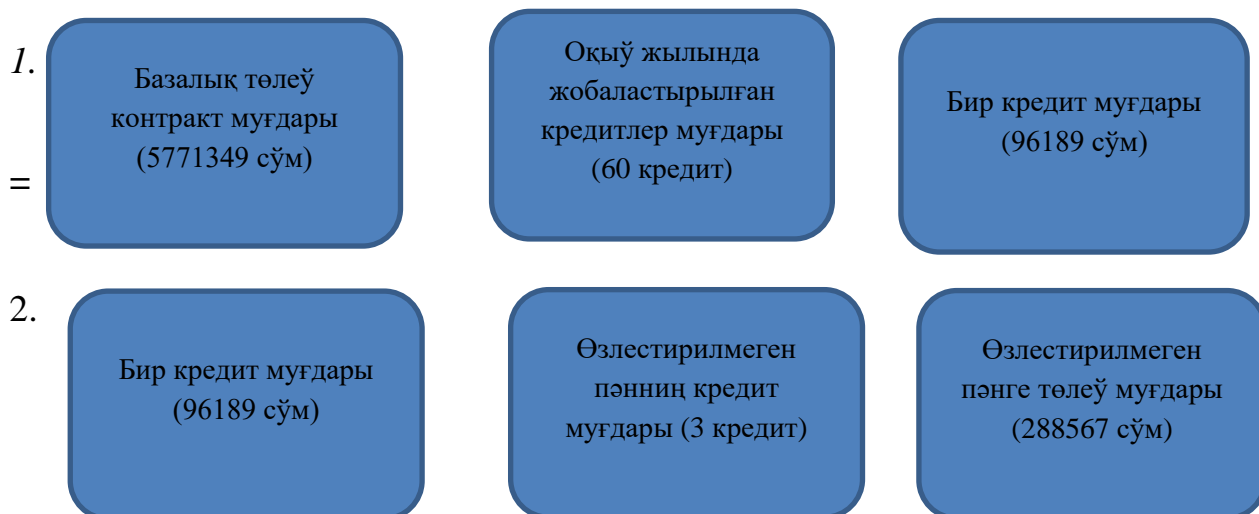 1.
Базалық төлеў
контракт муғдары
(5771349 сўм)
=
Оқыў жылында
жобаластырылған
кредитлер муғдары
(60 кредит)
Бир кредит муғдары
(96189 сўм)
2.
Бир кредит муғдары
(96189 сўм)
Өзлестирилмеген
пәнниң кредит
муғдары (3 кредит)
Өзлестирилмеген
пәнге төлеў муғдары
(288567 сўм)